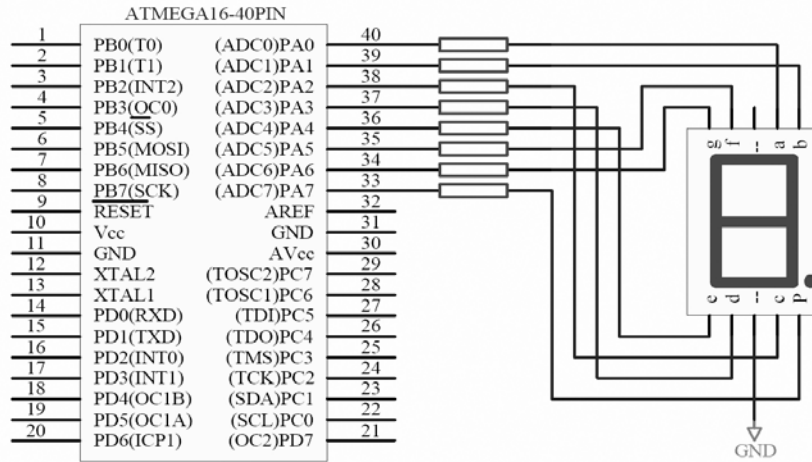 ATMEGA16-40PIN
1 PB0(T0) (ADC0)PA0 40
2 PB1(T1) (ADC1)PA1 39
3 PB2(INT2) (ADC2)PA2 38
4 PB3(OC0) (ADC3)PA3 37
5 PB4(SS) (ADC4)PA4 36
6 PB5(MOSI) (ADC5)PA5 35
7 PB6(MISO) (ADC6)PA6 34
8 PB7(SCK) (ADC7)PA7 33
9 RESET AREF 32
10 Vcc GND 31
11 GND AVcc 30
12 XTAL2 (TOSC2)PC7 29
13 XTAL1 (TOSC1)PC6 28
14 PD0(RXD) (TDI)PC5 27
15 PD1(TXD) (TDO)PC4 26
16 PD2(INT0) (TMS)PC3 25
17 PD3(INT1) (TCK)PC2 24
18 PD4(OC1B) (SDA)PC1 23
19 PD5(OC1A) (SCL)PC0 22
20 PD6(ICP1) (OC2)PD7 21
g f -- a b
e d -- c P
GND